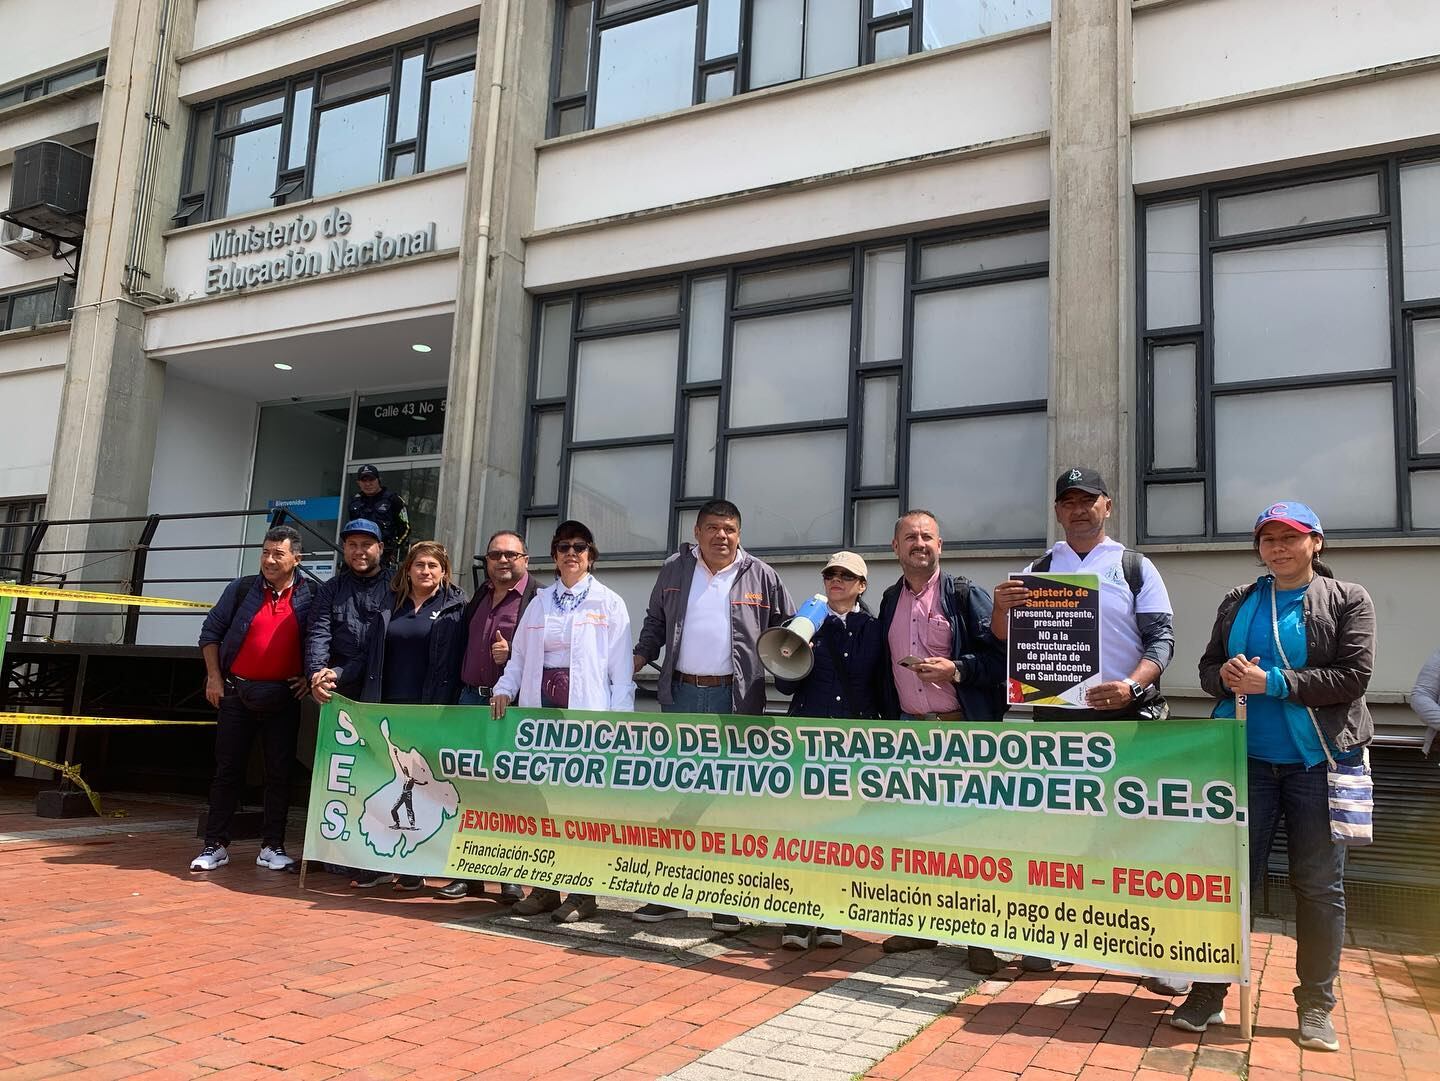 Ministerio de
Educación Nacional
Calle 43 No 5
Bienvenidos
Magisterio de
Santander
¡presente, presente,
presente!
NO a la
reestructuración
de planta de
personal docente
en Santander
S.
E.
S.
SINDICATO DE LOS TRABAJADORES
DEL SECTOR EDUCATIVO DE SANTANDER S.E.S.
¡EXIGIMOS EL CUMPLIMIENTO DE LOS ACUERDOS FIRMADOS MEN – FECODE!
- Financiación-SGP,
- Preescolar de tres grados
- Salud, Prestaciones sociales,
- Estatuto de la profesión docente,
- Nivelación salarial, pago de deudas,
- Garantías y respeto a la vida y al ejercicio sindical.
C